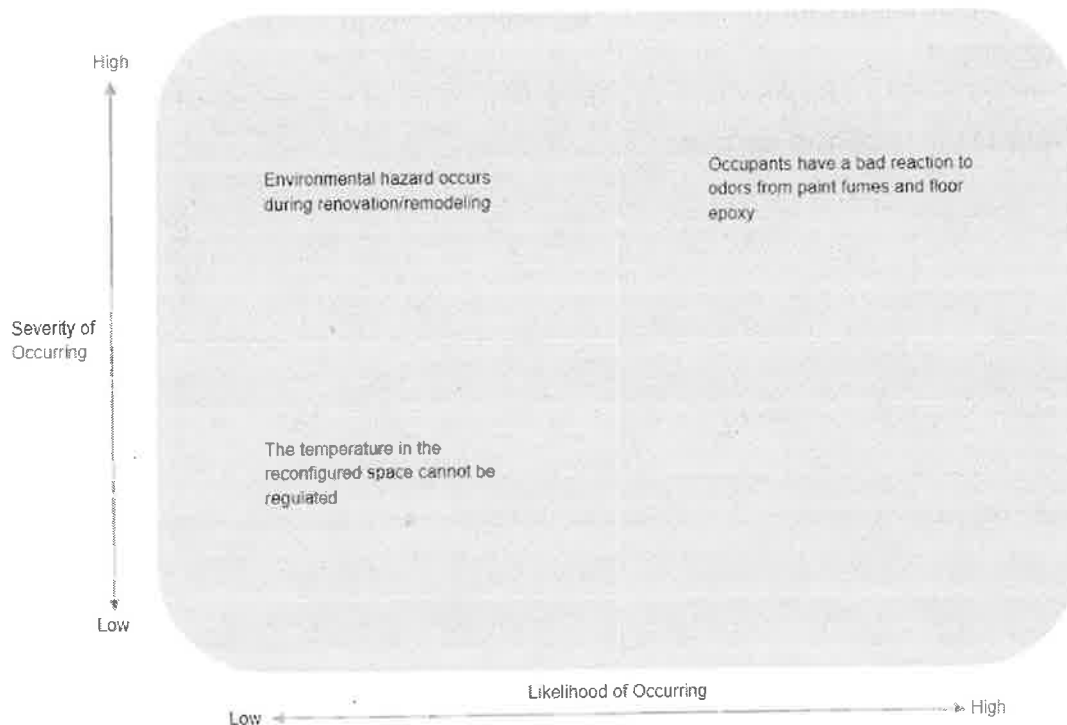 High
Environmental hazard occurs
during renovation/remodeling
Occupants have a bad reaction to
odors from paint fumes and floor
epoxy
Severity of
Occurring
The temperature in the
reconfigured space cannot be
regulated
Low
Likelihood of Occurring
Low
High